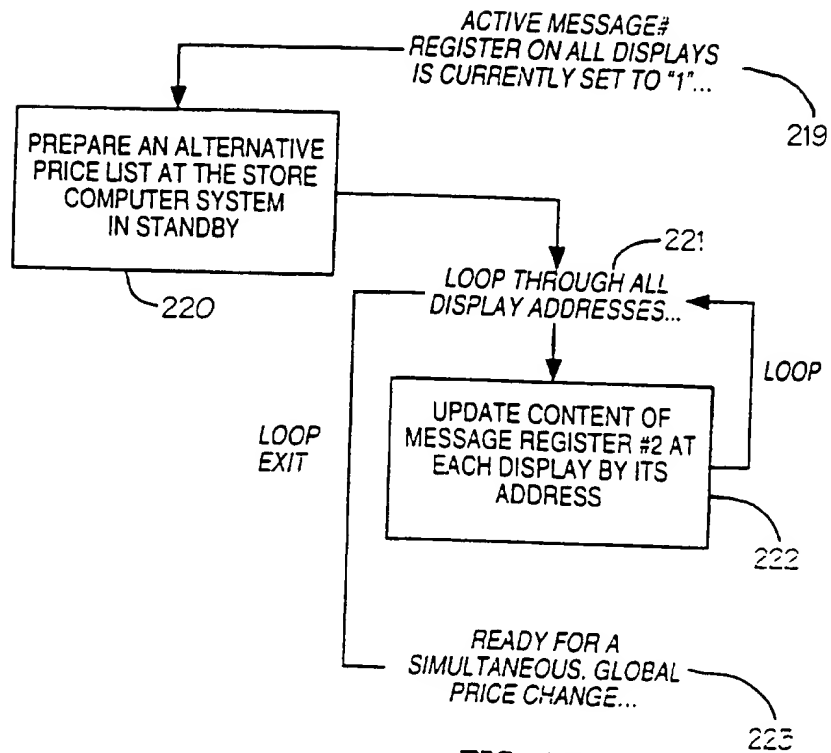 ACTIVE MESSAGE#
REGISTER ON ALL DISPLAYS
IS CURRENTLY SET TO "1"...
219
PREPARE AN ALTERNATIVE
PRICE LIST AT THE STORE
COMPUTER SYSTEM
IN STANDBY
220
221
LOOP THROUGH ALL
DISPLAY ADDRESSES...
LOOP
LOOP
EXIT
UPDATE CONTENT OF
MESSAGE REGISTER #2 AT
EACH DISPLAY BY ITS
ADDRESS
222
READY FOR A
SIMULTANEOUS. GLOBAL
PRICE CHANGE...
223